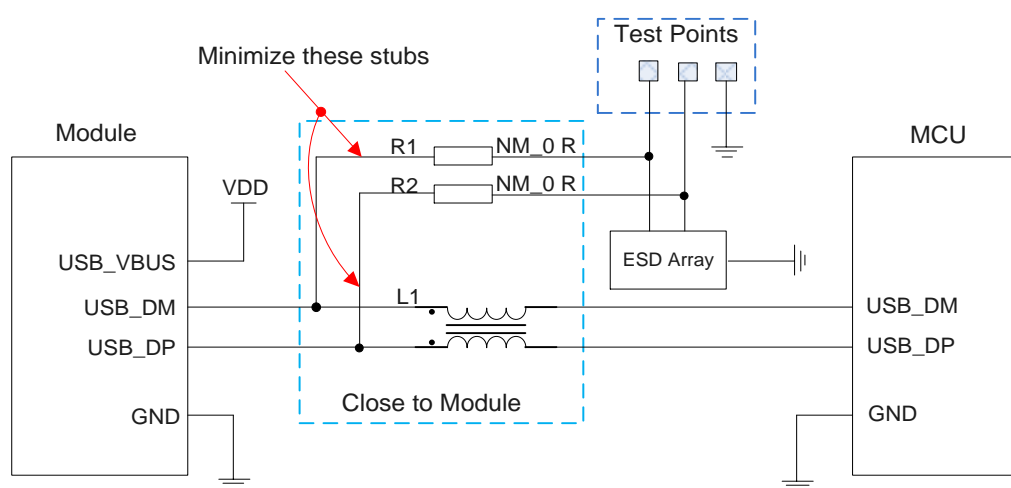 Test Points
Minimize these stubs
Module
MCU
R1 NM_0 R
R2 NM_0 R
VDD
ESD Array
USB_VBUS
USB_DM
L1
USB_DM
USB_DP
USB_DP
Close to Module
GND
GND